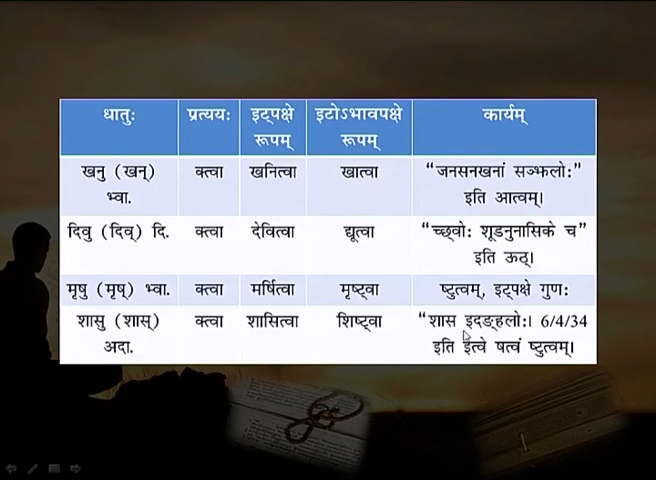 धातुः प्रत्ययः इट्पक्षे रूपम् इटोऽभावपक्षे रूपम् कार्यम्
खनु (खन्) भ्वा. क्त्वा खनित्वा खात्वा “जनसनखनां सञ्झलोः” इति आत्वम्।
दिवु (दिव्) दि. क्त्वा देवित्वा द्यूत्वा “च्छ्वोः शूडनुनासिके च” इति ऊठ्।
मृषु (मृष्) भ्वा. क्त्वा मर्षित्वा मृष्ट्वा ष्टुत्वम्, इट्पक्षे गुणः
शासु (शास्) अदा. क्त्वा शासित्वा शिष्ट्वा “शास इदङ्हलोः। 6/4/34 इति इत्वे षत्वं ष्टुत्वम्।